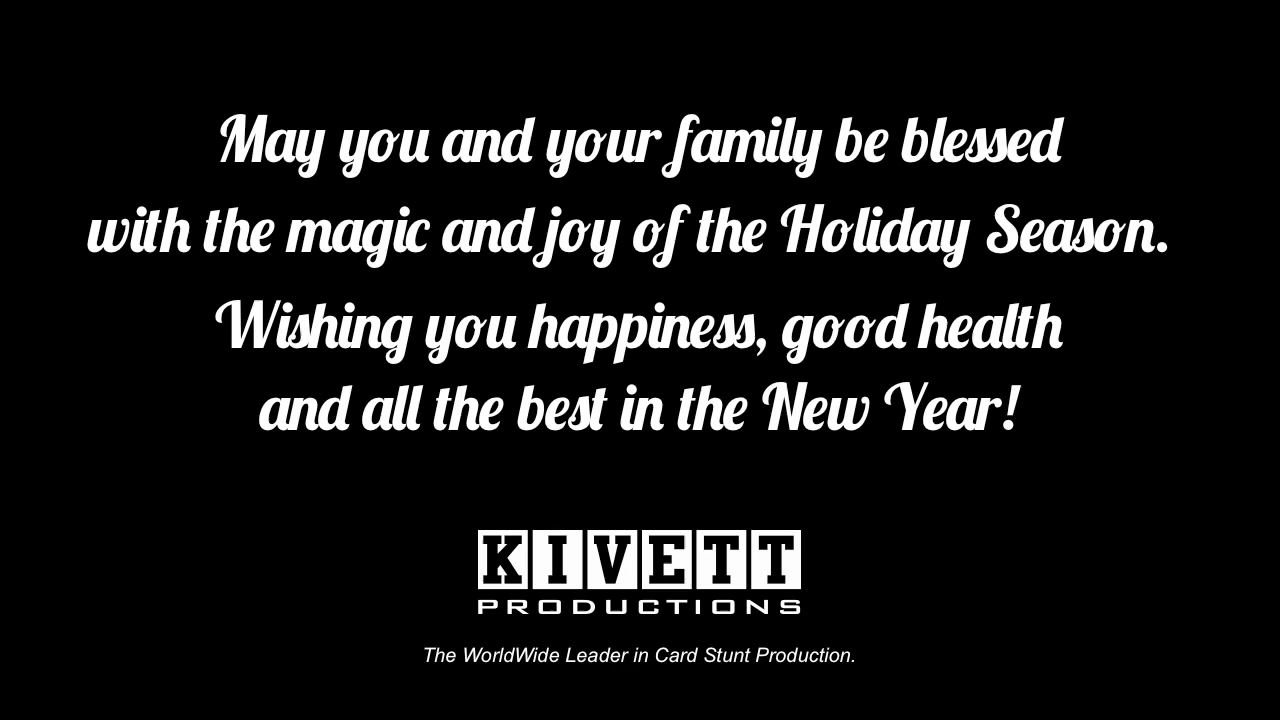 May you and your family be blessed
with the magic and joy of the Holiday Season.
Wishing you happiness, good health
and all the best in the New Year!
KIVETT
PRODUCTIONS
The WorldWide Leader in Card Stunt Production.